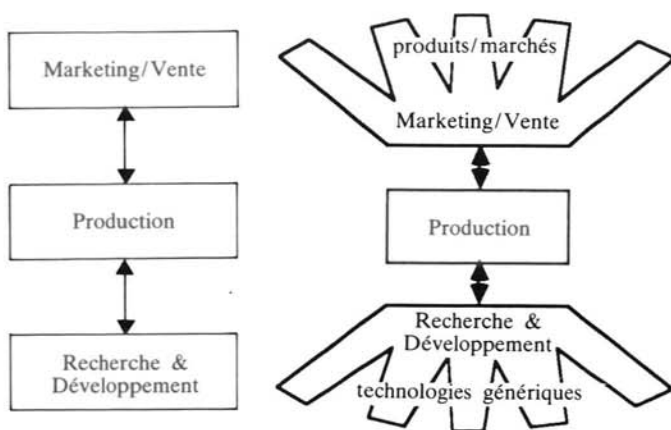 Marketing/Vente
Production
Recherche &
Développement
produits/marchés
Marketing/Vente
Production
Recherche &
Développement
technologies génériques